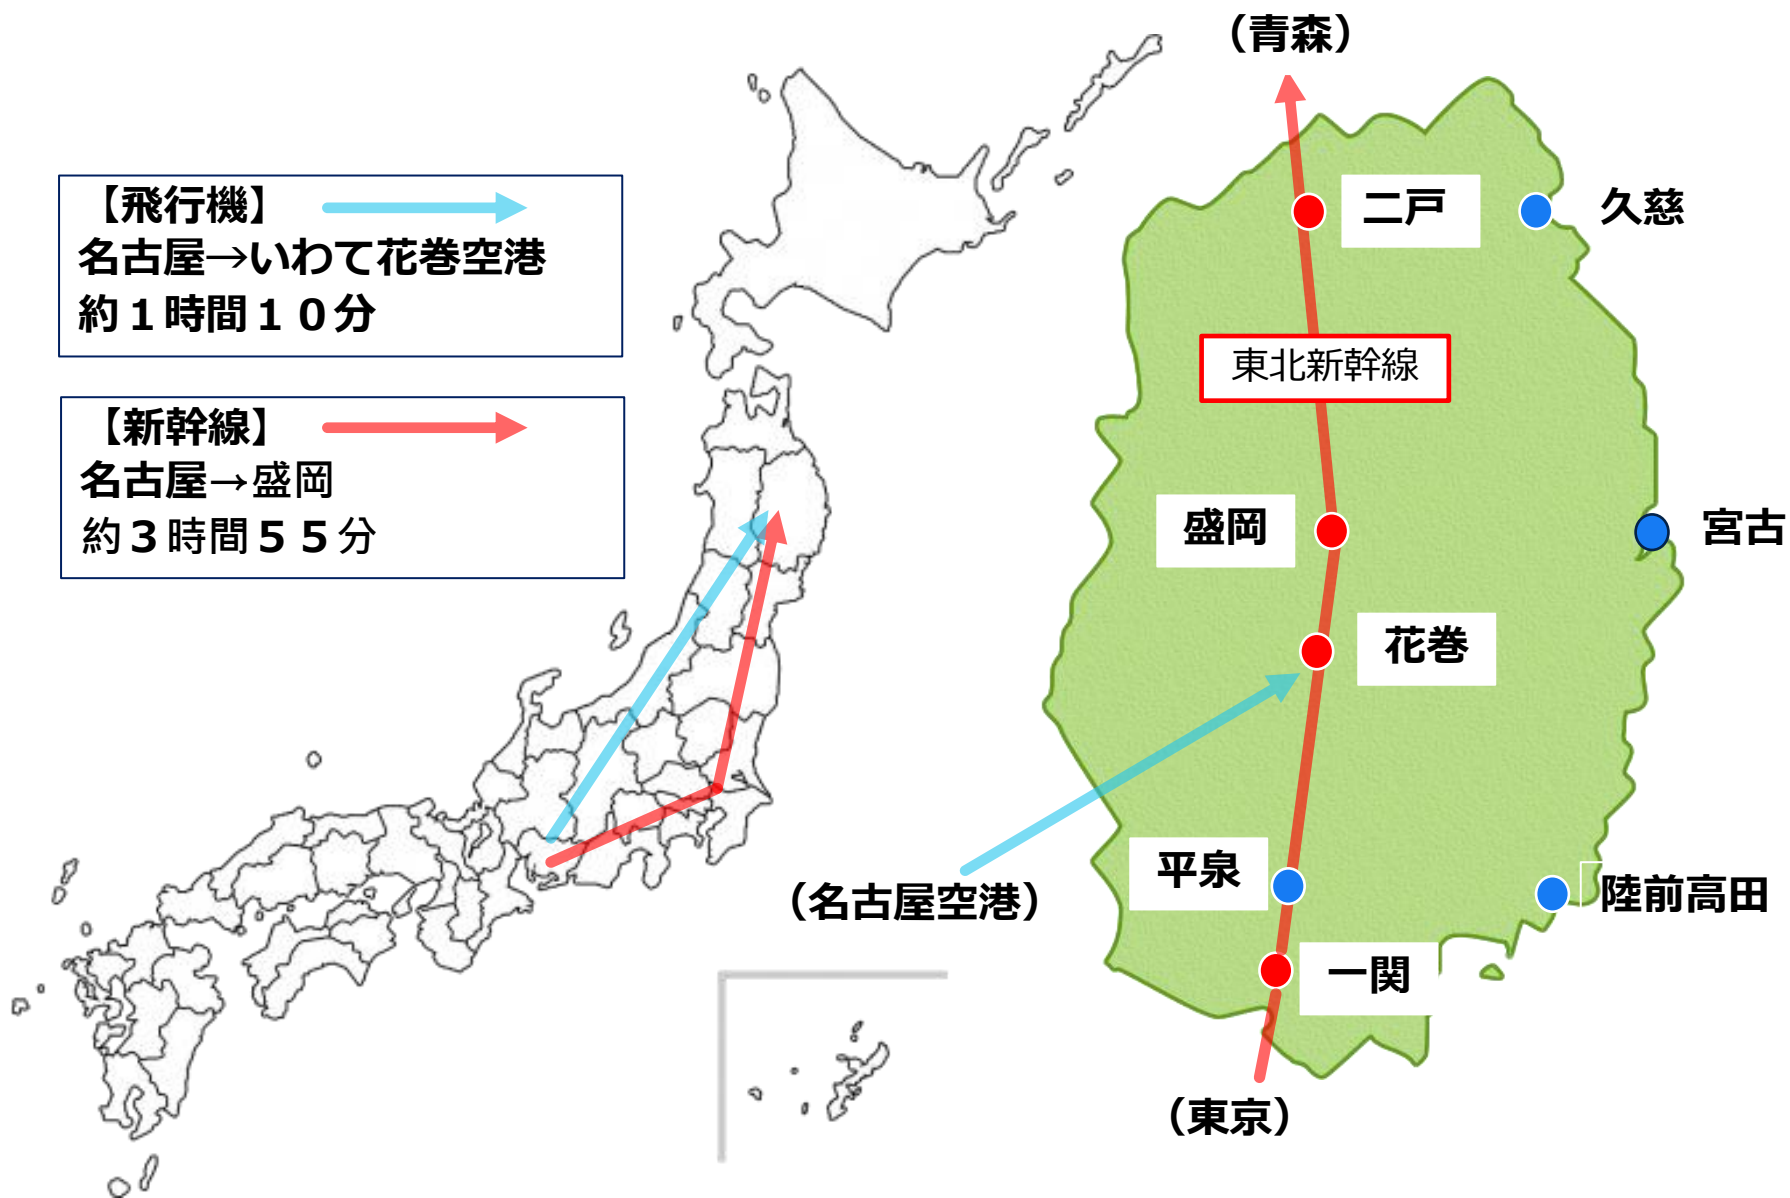 【飛行機】
名古屋→いわて花巻空港
約１時間１０分
【新幹線】
名古屋→盛岡
約３時間５５分
（青森）
二戸
久慈
東北新幹線
盛岡
宮古
花巻
平泉
（名古屋空港）
陸前高田
一関
（東京）